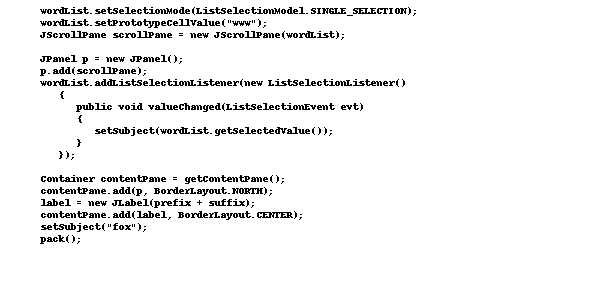 wordList.setSelectionMode(ListSelectionModel.SINGLE_SELECTION);
wordList.setPrototypeCellValue("www");
JScrollPane scrollPane = new JScrollPane(wordList);
JPanel p = new JPanel();
p.add(scrollPane);
wordList.addListSelectionListener(new ListSelectionListener()
{
public void valueChanged(ListSelectionEvent evt)
{
setSubject(wordList.getSelectedValue());
}
});
Container contentPane = getContentPane();
contentPane.add(p, BorderLayout.NORTH);
label = new JLabel(prefix + suffix);
contentPane.add(label, BorderLayout.CENTER);
setSubject("fox");
pack();